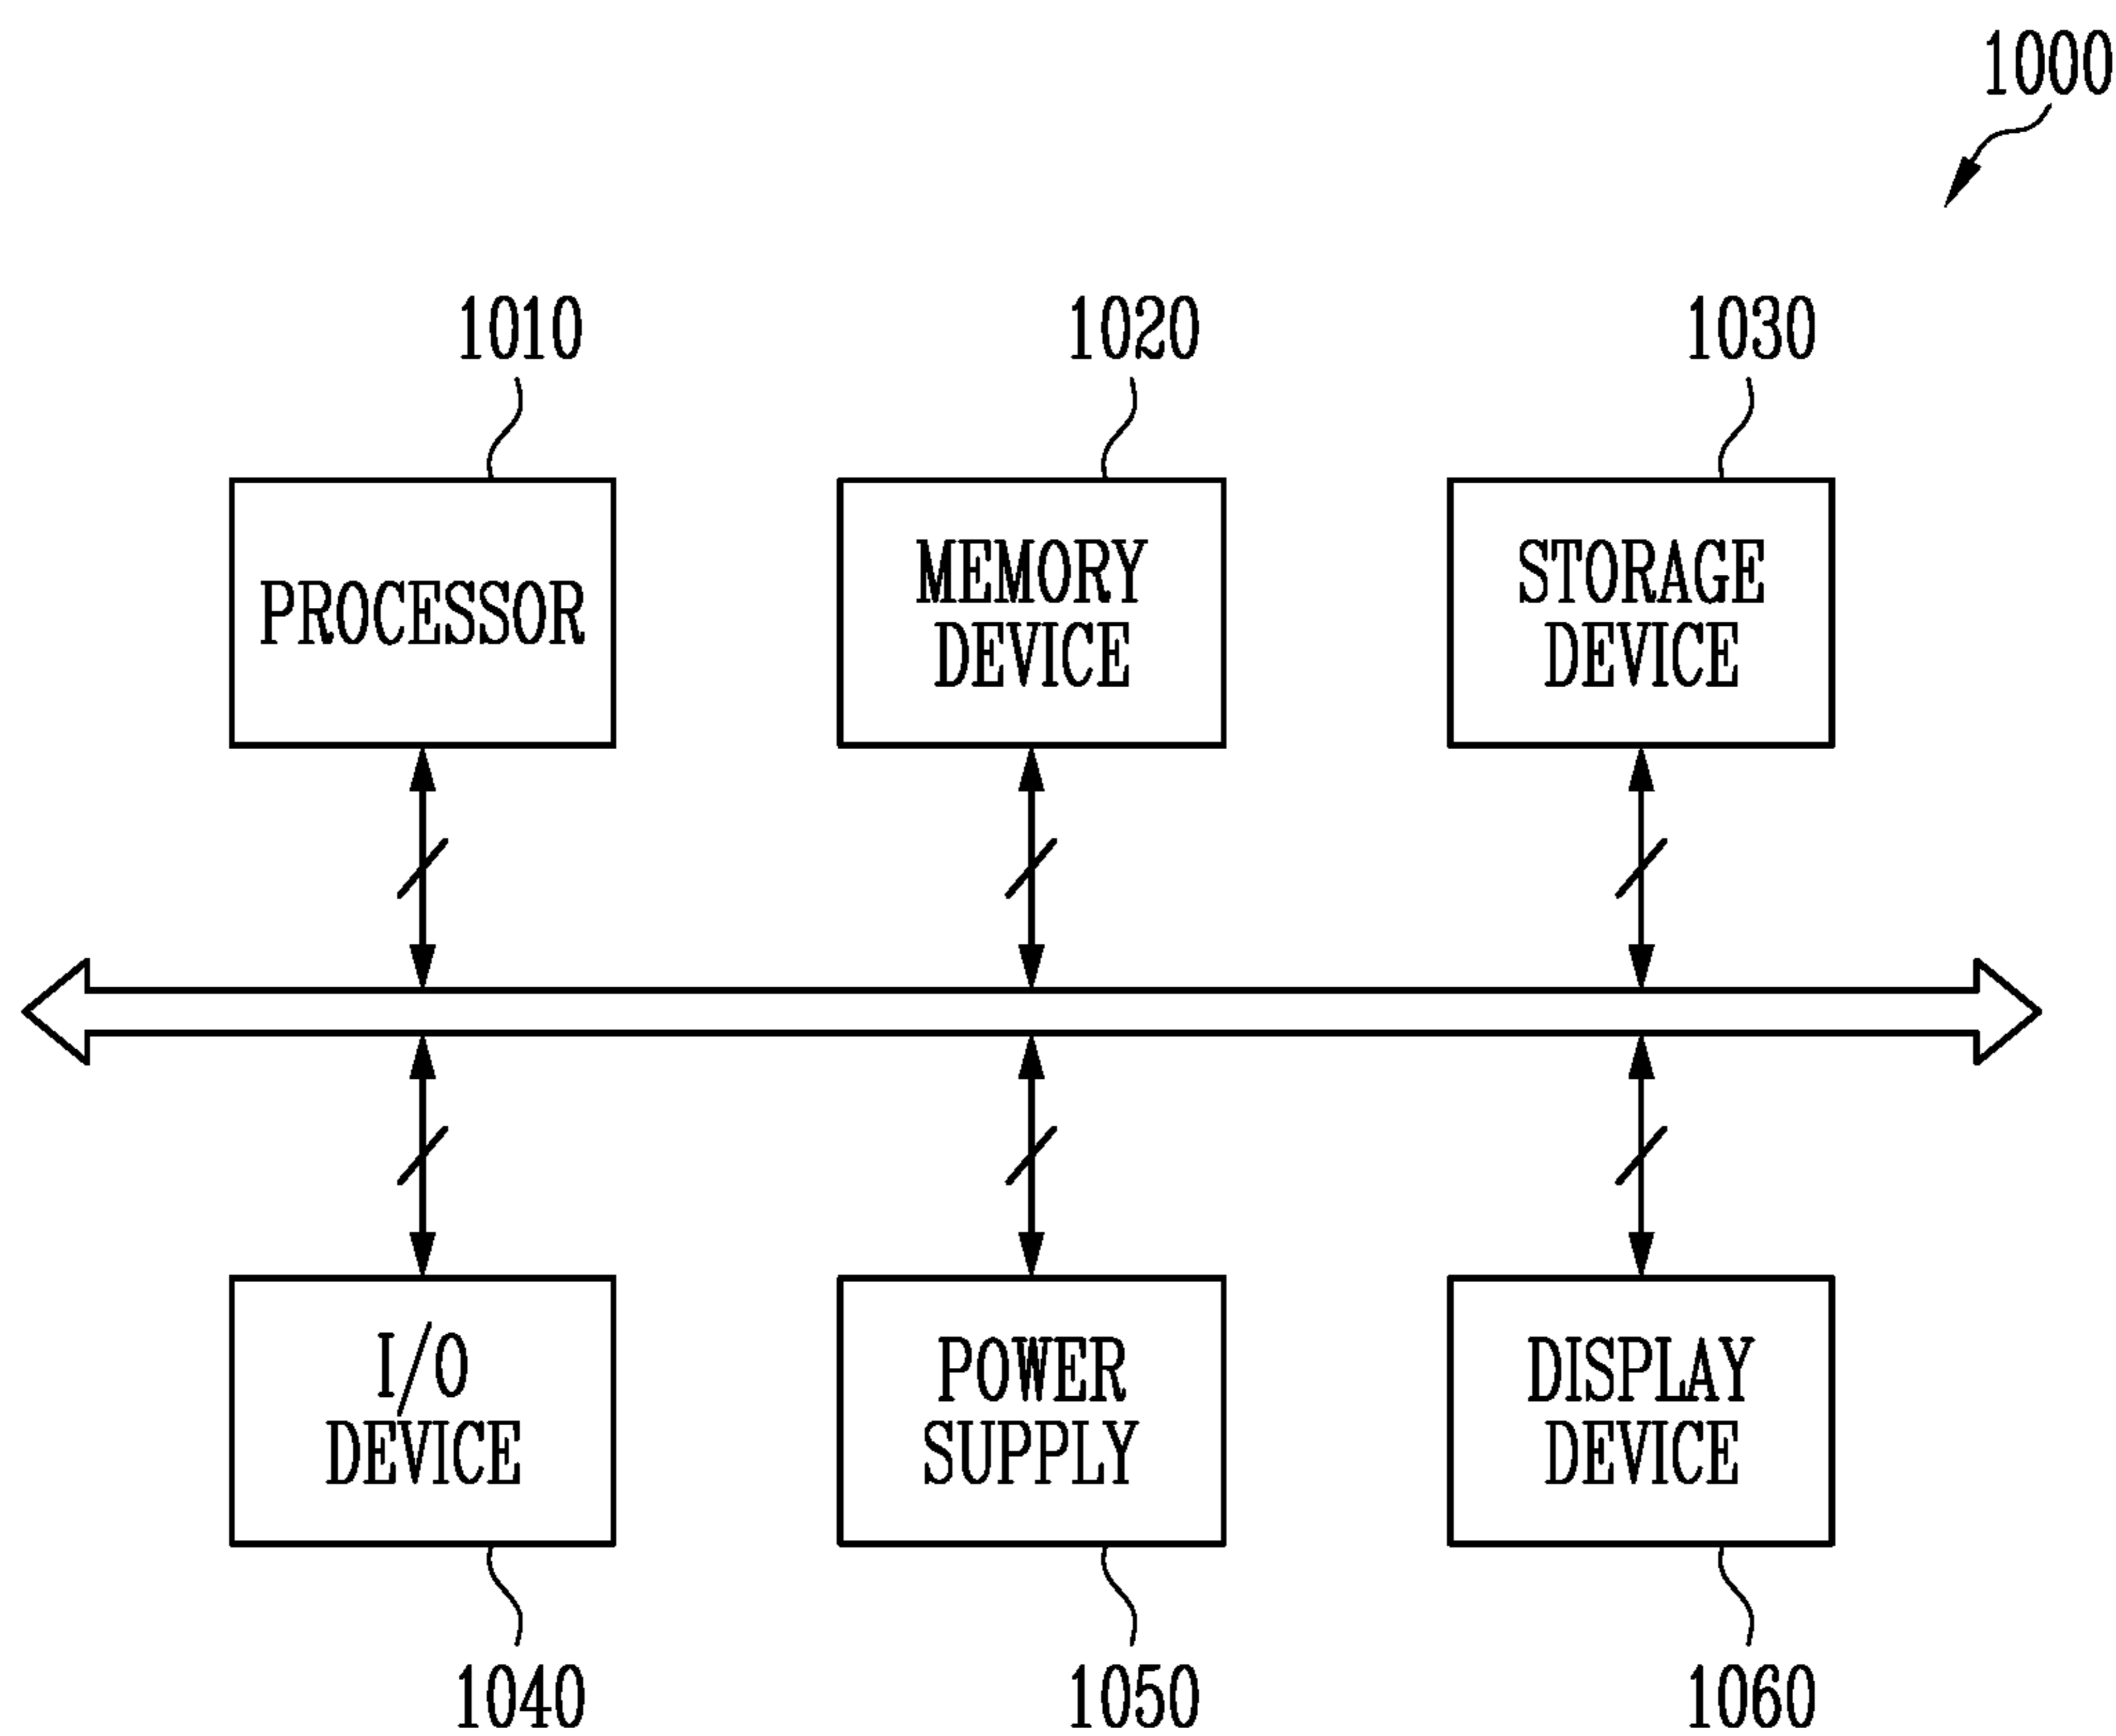 1000
1010
1020
1030
PROCESSOR
MEMORY
DEVICE
STORAGE
DEVICE
I/O
DEVICE
POWER
SUPPLY
DISPLAY
DEVICE
1040
1050
1060